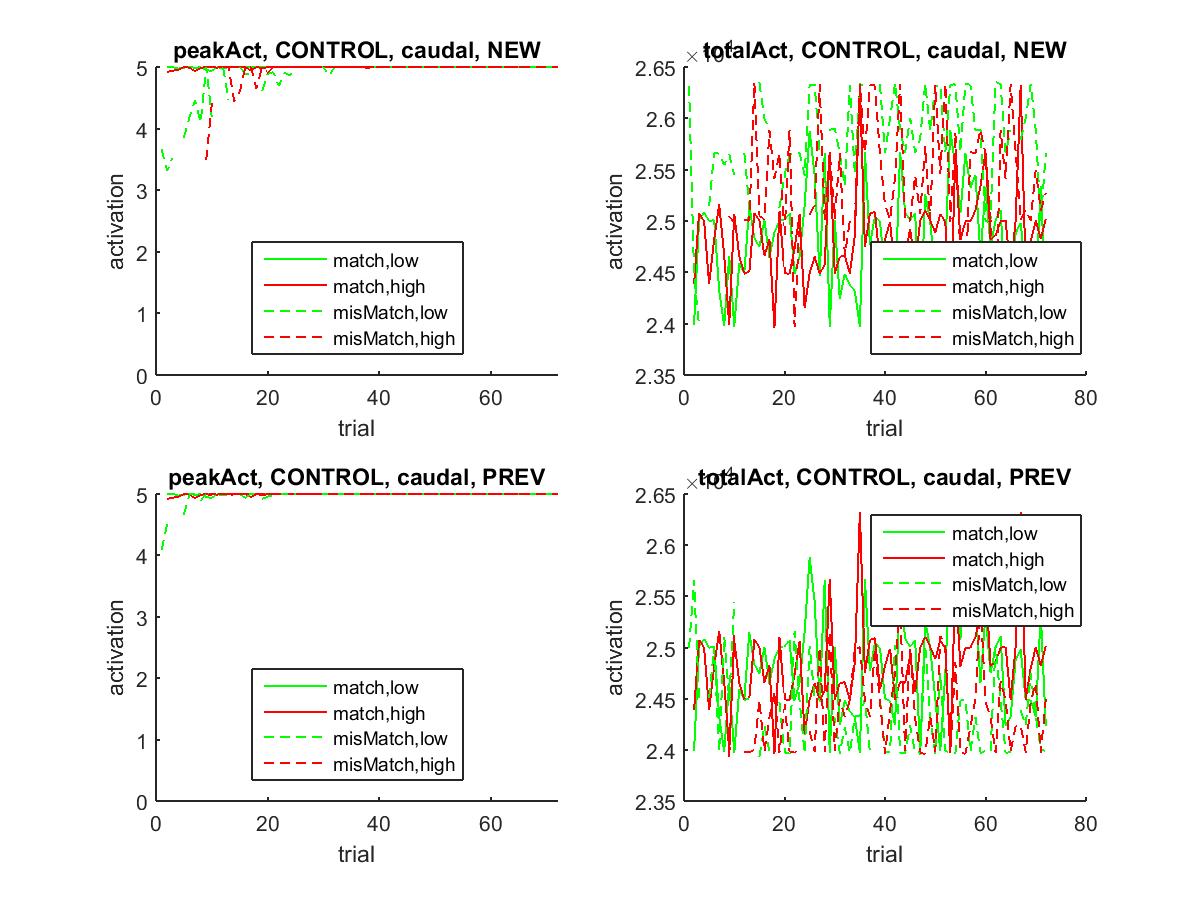 peakAct, CONTROL, caudal, NEW
5
4
3
2
1
0
activation
match,low
match,high
misMatch,low
misMatch,high
0 20 40 60
trial
totalAct, CONTROL, caudal, NEW
2.65
2.6
2.55
2.5
2.45
2.4
2.35
activation
match,low
match,high
misMatch,low
misMatch,high
0 20 40 60 80
trial
peakAct, CONTROL, caudal, PREV
5
4
3
2
1
0
activation
match,low
match,high
misMatch,low
misMatch,high
0 20 40 60
trial
totalAct, CONTROL, caudal, PREV
2.65
2.6
2.55
2.5
2.45
2.4
2.35
activation
match,low
match,high
misMatch,low
misMatch,high
0 20 40 60 80
trial